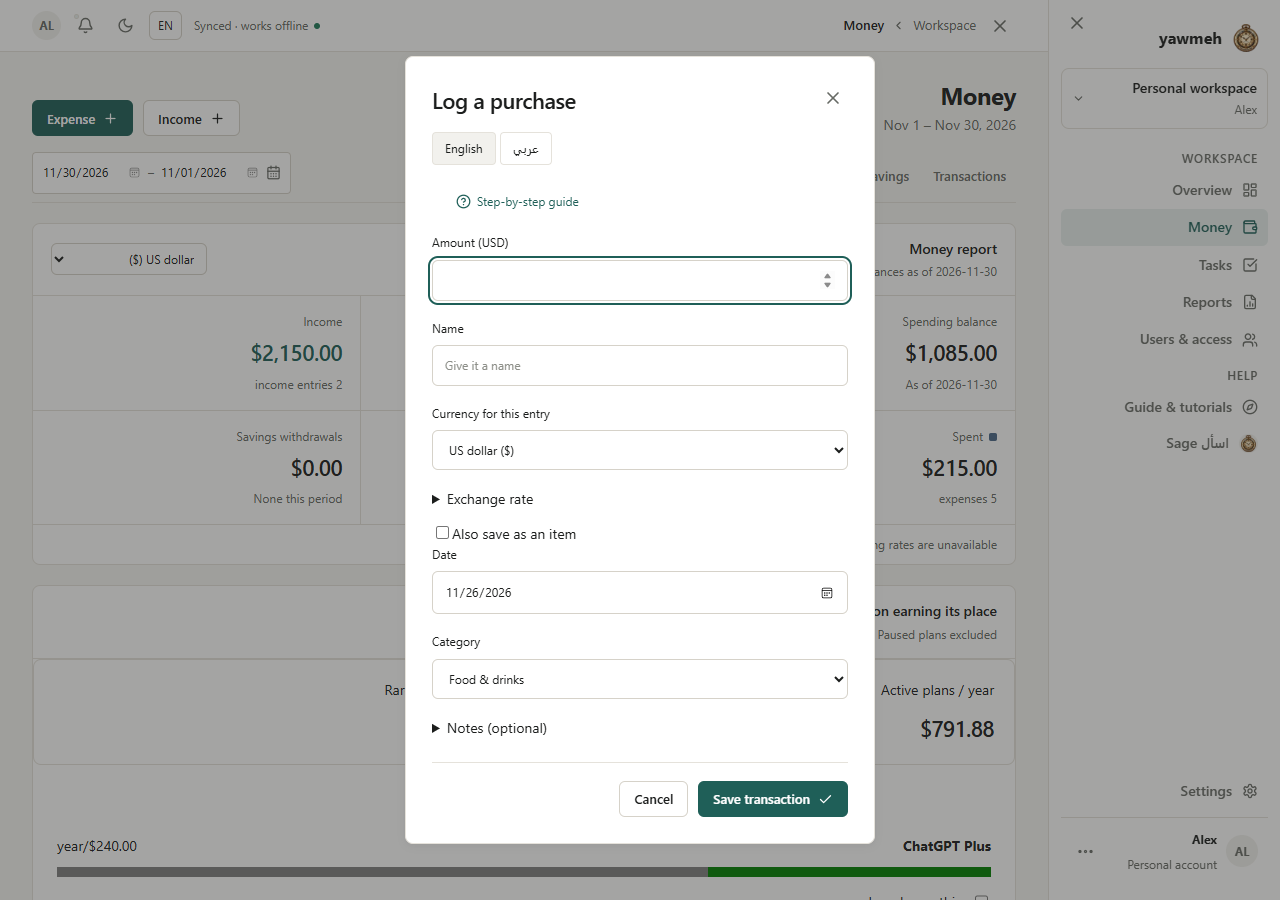 AL
EN
Synced · works offline
Money
Workspace
yawmeh
Personal workspace
Alex
Expense
Income
Money
Nov 1 – Nov 30, 2026
11/30/2026 – 11/01/2026
Transactions
WORKSPACE
Overview
Money
Tasks
Reports
Users & access
HELP
Guide & tutorials
Sage اسأل
Settings
Alex
Personal account
AL
Log a purchase
English
عربي
Step-by-step guide
Amount (USD)
Name
Give it a name
Currency for this entry
US dollar ($)
Exchange rate
Also save as an item
Date
11/26/2026
Category
Food & drinks
Notes (optional)
Cancel
Save transaction
($) US dollar
Money report
as of 2026-11-30
Income
$2,150.00
income entries 2
Spending balance
$1,085.00
As of 2026-11-30
Savings withdrawals
$0.00
None this period
Spent
$215.00
expenses 5
rates are unavailable
on earning its place
Paused plans excluded
Active plans / year
$791.88
year/$240.00
ChatGPT Plus